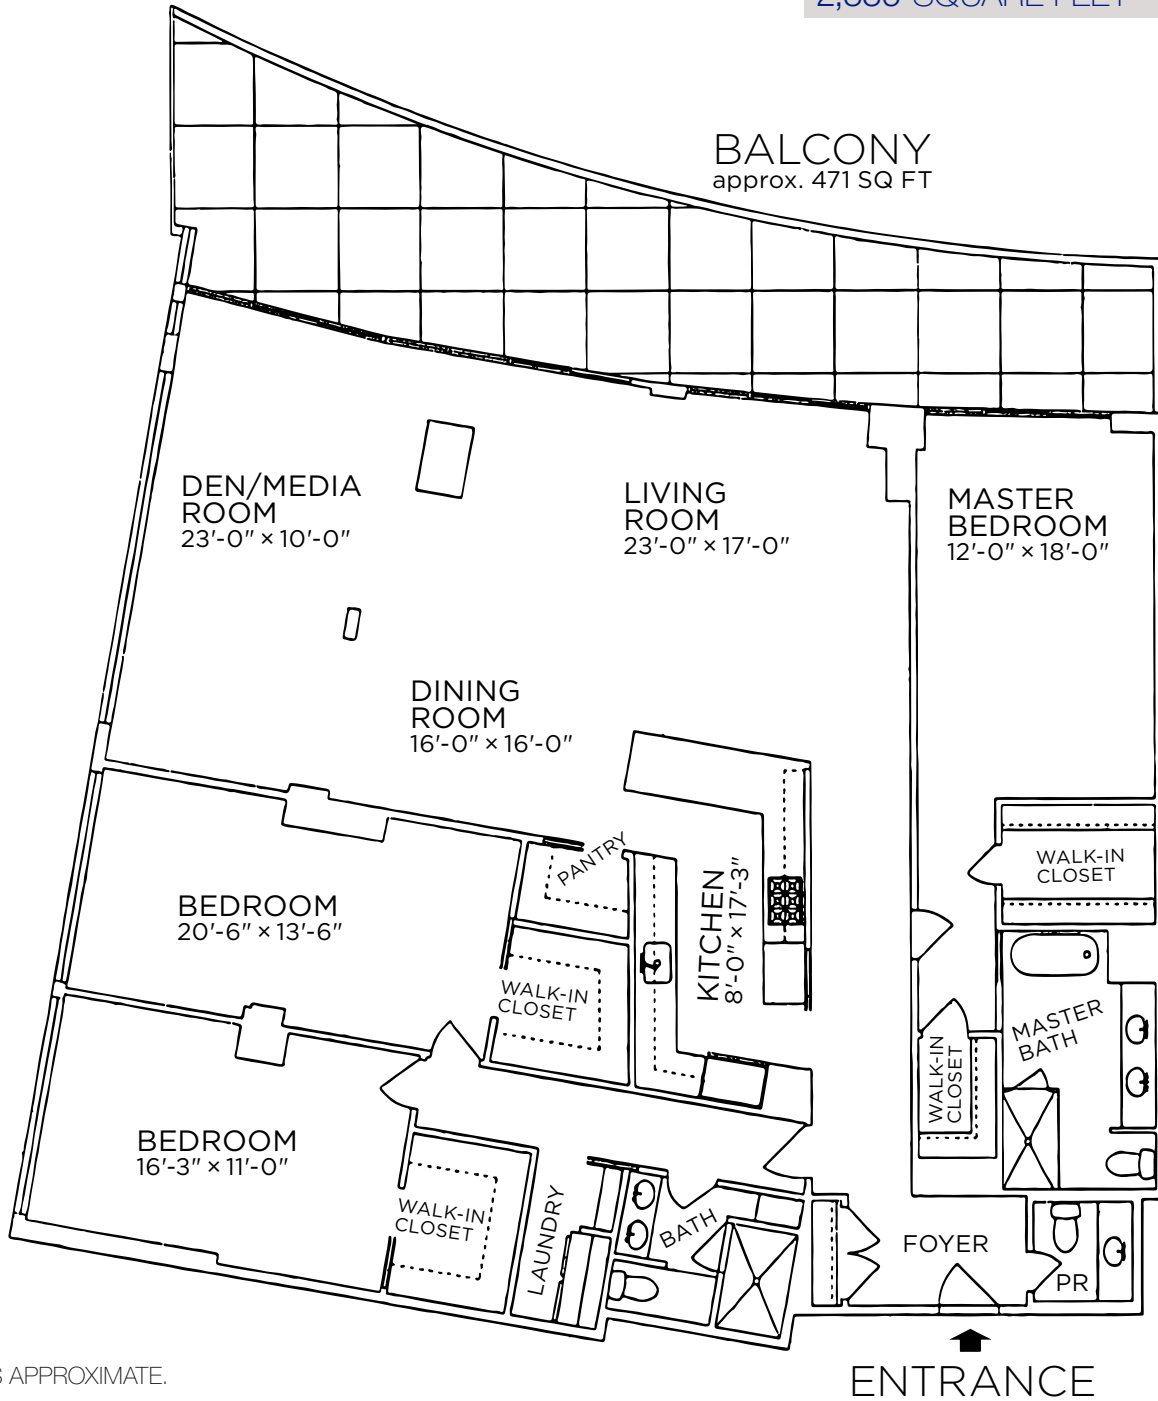 SQUARE FEET
BALCONY
approx. 471 SQ FT
DEN/MEDIA
ROOM
23'-0" × 10'-0"
LIVING
ROOM
23'-0" × 17'-0"
MASTER
BEDROOM
12'-0" × 18'-0"
DINING
ROOM
16'-0" × 16'-0"
PANTRY
KITCHEN
8'-0" × 17'-3"
WALK-IN
CLOSET
BEDROOM
20'-6" × 13'-6"
WALK-IN
CLOSET
MASTER
BATH
WALK-IN
CLOSET
BEDROOM
16'-3" × 11'-0"
WALK-IN
CLOSET
LAUNDRY
BATH
FOYER
PR
ENTRANCE
APPROXIMATE.